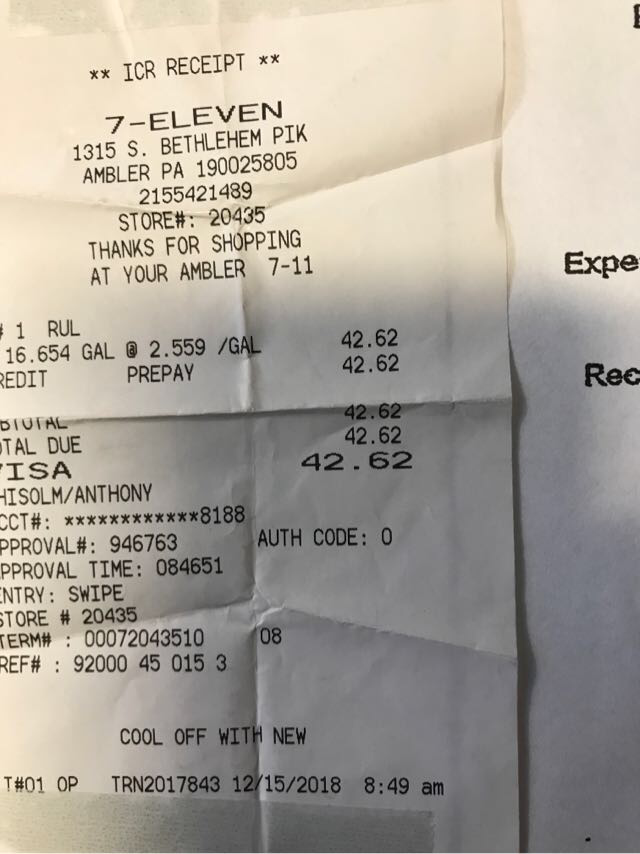 ** ICR RECEIPT **
7-ELEVEN
1315 S. BETHLEHEM PIK
AMBLER PA 190025805
2155421489
STORE#: 20435
THANKS FOR SHOPPING
AT YOUR AMBLER 7-11
# 1 RUL 42.62
16.654 GAL @ 2.559 /GAL
REDIT PREPAY 42.62
BTOTAL 42.62
OTAL DUE 42.62
VISA 42.62
HISOLM/ANTHONY
CCT#: ************8188
PPROVAL#: 946763 AUTH CODE: 0
PPROVAL TIME: 084651
ENTRY: SWIPE
STORE # 20435
TERM# : 00072043510 08
REF# : 92000 45 015 3
COOL OFF WITH NEW
T#01 OP TRN2017843 12/15/2018 8:49 am
Expe
Rec